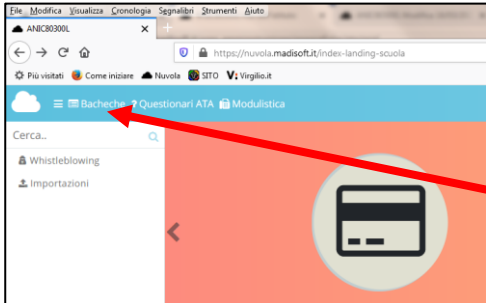 File Modifica Visualizza Cronologia Segnalibri Strumenti Aiuto
ANIC80300L
https://nuvola.madisoft.it/index-landing-scuola
Più visitati Come iniziare Nuvola SITO Virgilio.it
Bacheche ? Questionari ATA Modulistica
Cerca..
Whistleblowing
Importazioni